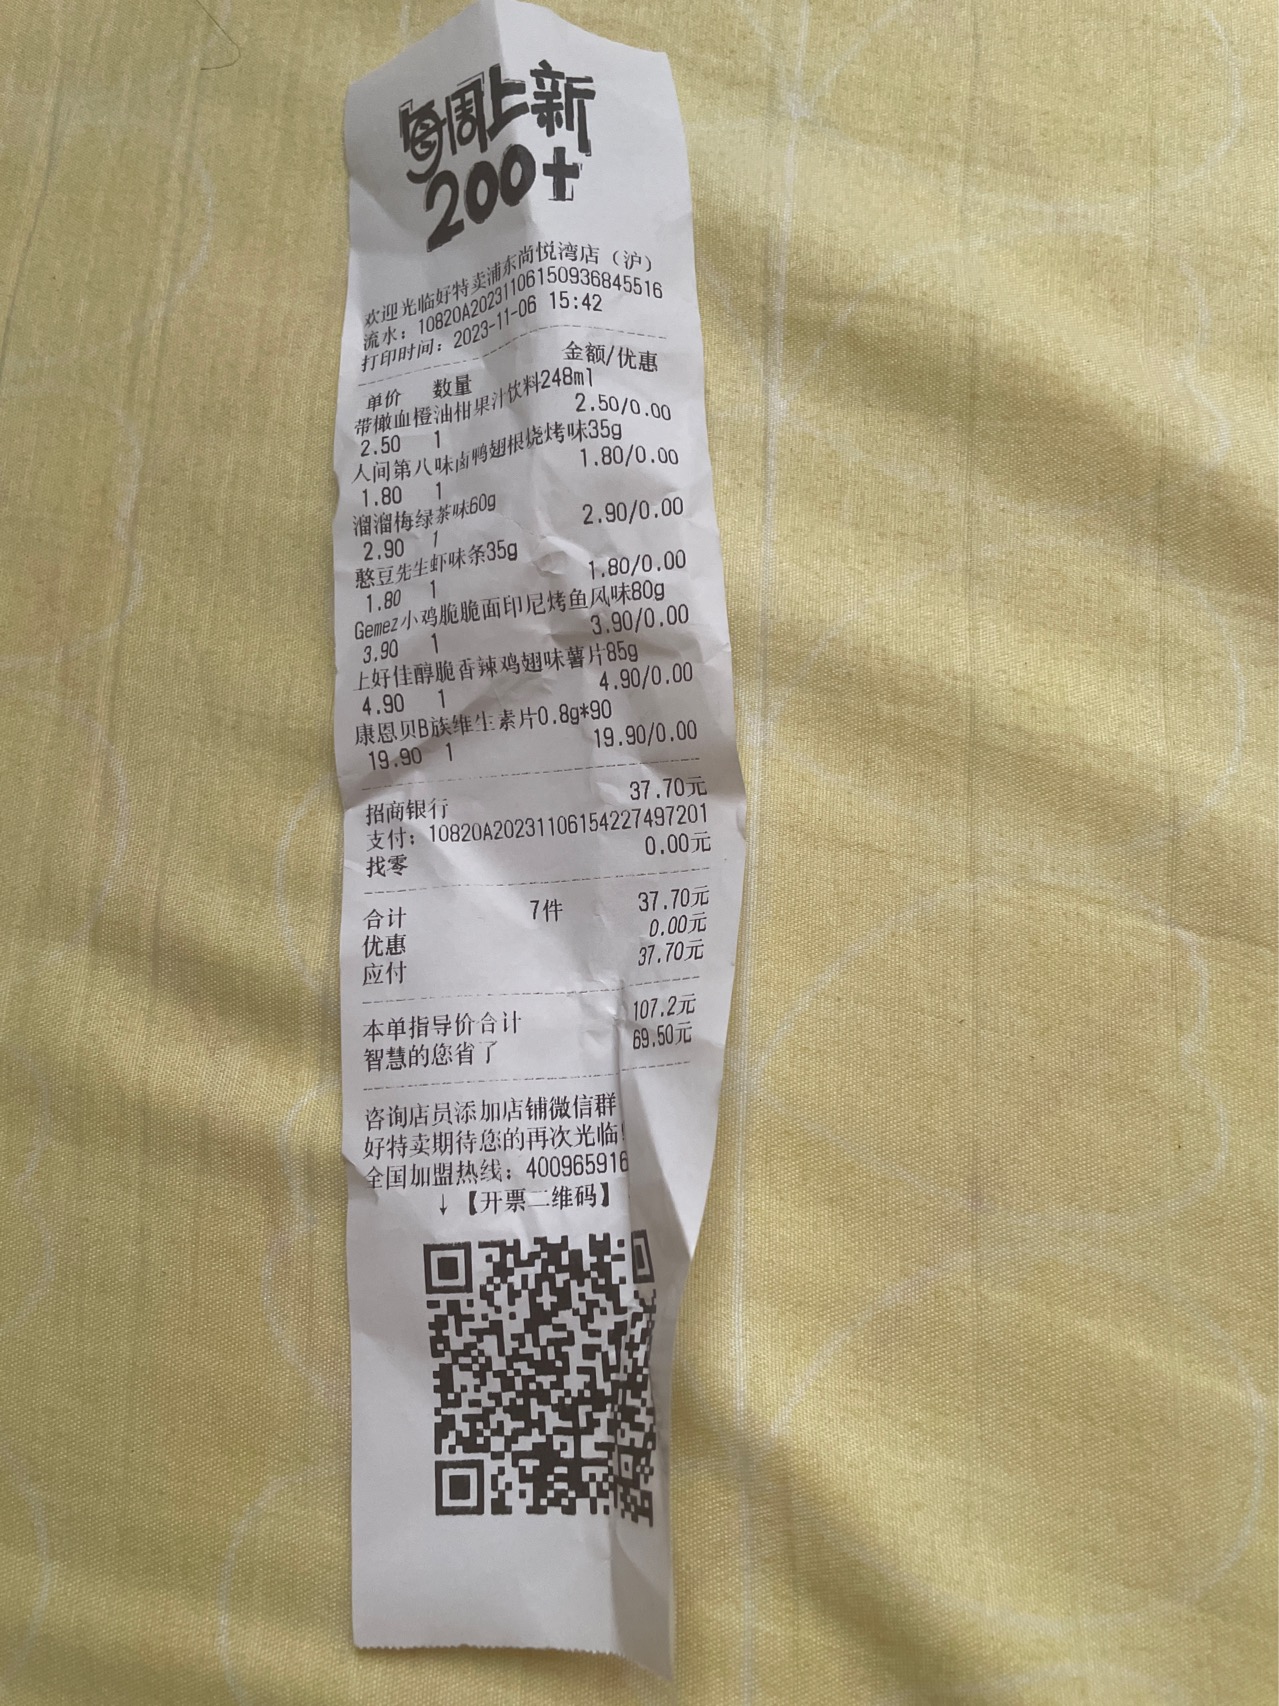 每周上新
200+
欢迎光临好特卖浦东尚悦湾店（沪）
流水：10820A20231106150936845516
打印时间：2023-11-06 15:42
单价 数量 金额/优惠
带橄血橙油柑果汁饮料248ml
2.50 1 2.50/0.00
人间第八味卤鸭翅根烧烤味35g
1.80 1 1.80/0.00
溜溜梅绿茶味60g
2.90 1 2.90/0.00
憨豆先生虾味条35g
1.80 1 1.80/0.00
Gemez小鸡脆脆面印尼烤鱼风味80g
3.90 1 3.90/0.00
上好佳醇脆香辣鸡翅味薯片85g
4.90 1 4.90/0.00
康恩贝B族维生素片0.8g*90
19.90 1 19.90/0.00
招商银行 37.70元
支付：10820A20231106154227497201
找零 0.00元
合计 7件 37.70元
优惠 0.00元
应付 37.70元
本单指导价合计 107.2元
智慧的您省了 69.50元
咨询店员添加店铺微信群
好特卖期待您的再次光临！
全国加盟热线：400965916
↓【开票二维码】